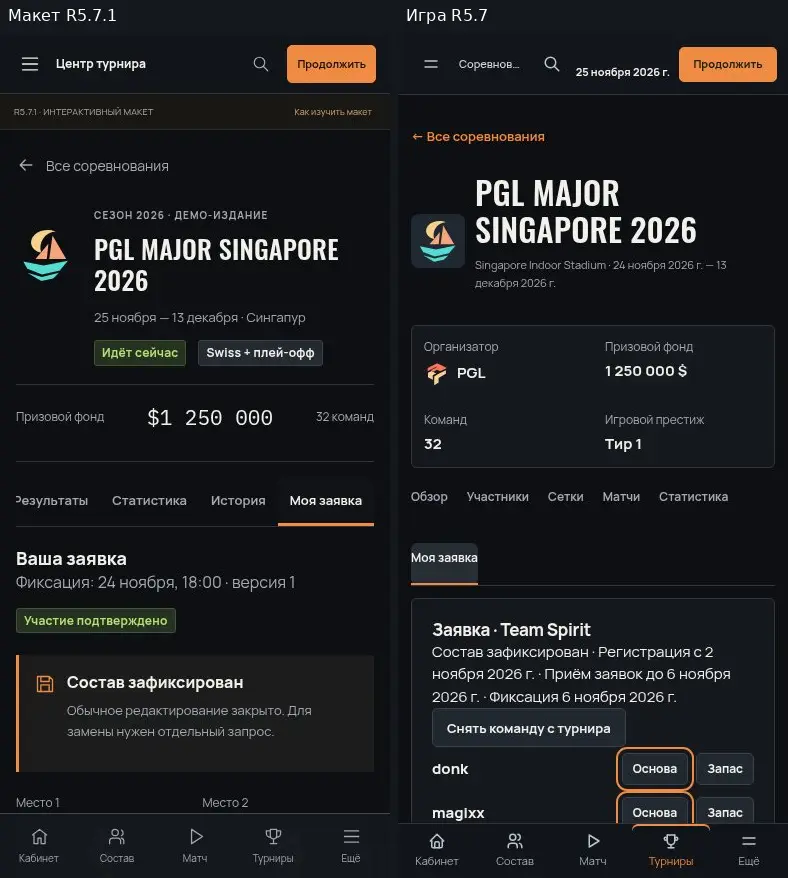 Макет R5.7.1
Центр турнира
Продолжить
R5.7.1 · ИНТЕРАКТИВНЫЙ МАКЕТ
Как изучить макет
← Все соревнования
СЕЗОН 2026 · ДЕМО-ИЗДАНИЕ
PGL MAJOR SINGAPORE
2026
25 ноября — 13 декабря · Сингапур
Идёт сейчас
Swiss + плей-офф
Призовой фонд
$1 250 000
32 команд
Результаты
Статистика
История
Моя заявка
Ваша заявка
Фиксация: 24 ноября, 18:00 · версия 1
Участие подтверждено
Состав зафиксирован
Обычное редактирование закрыто. Для
замены нужен отдельный запрос.
Место 1
Место 2
Кабинет
Состав
Матч
Турниры
Ещё
Игра R5.7
Соревнов...
25 ноября 2026 г.
Продолжить
← Все соревнования
PGL MAJOR
SINGAPORE 2026
Singapore Indoor Stadium · 24 ноября 2026 г. — 13
декабря 2026 г.
Организатор
Призовой фонд
PGL
1 250 000 $
Команд
Игровой престиж
32
Тир 1
Обзор
Участники
Сетки
Матчи
Статистика
Моя заявка
Заявка · Team Spirit
Состав зафиксирован · Регистрация с 2
ноября 2026 г. · Приём заявок до 6 ноября
2026 г. · Фиксация 6 ноября 2026 г.
Снять команду с турнира
donk
Основа
Запас
magixx
Основа
Запас
Кабинет
Состав
Матч
Турниры
Ещё